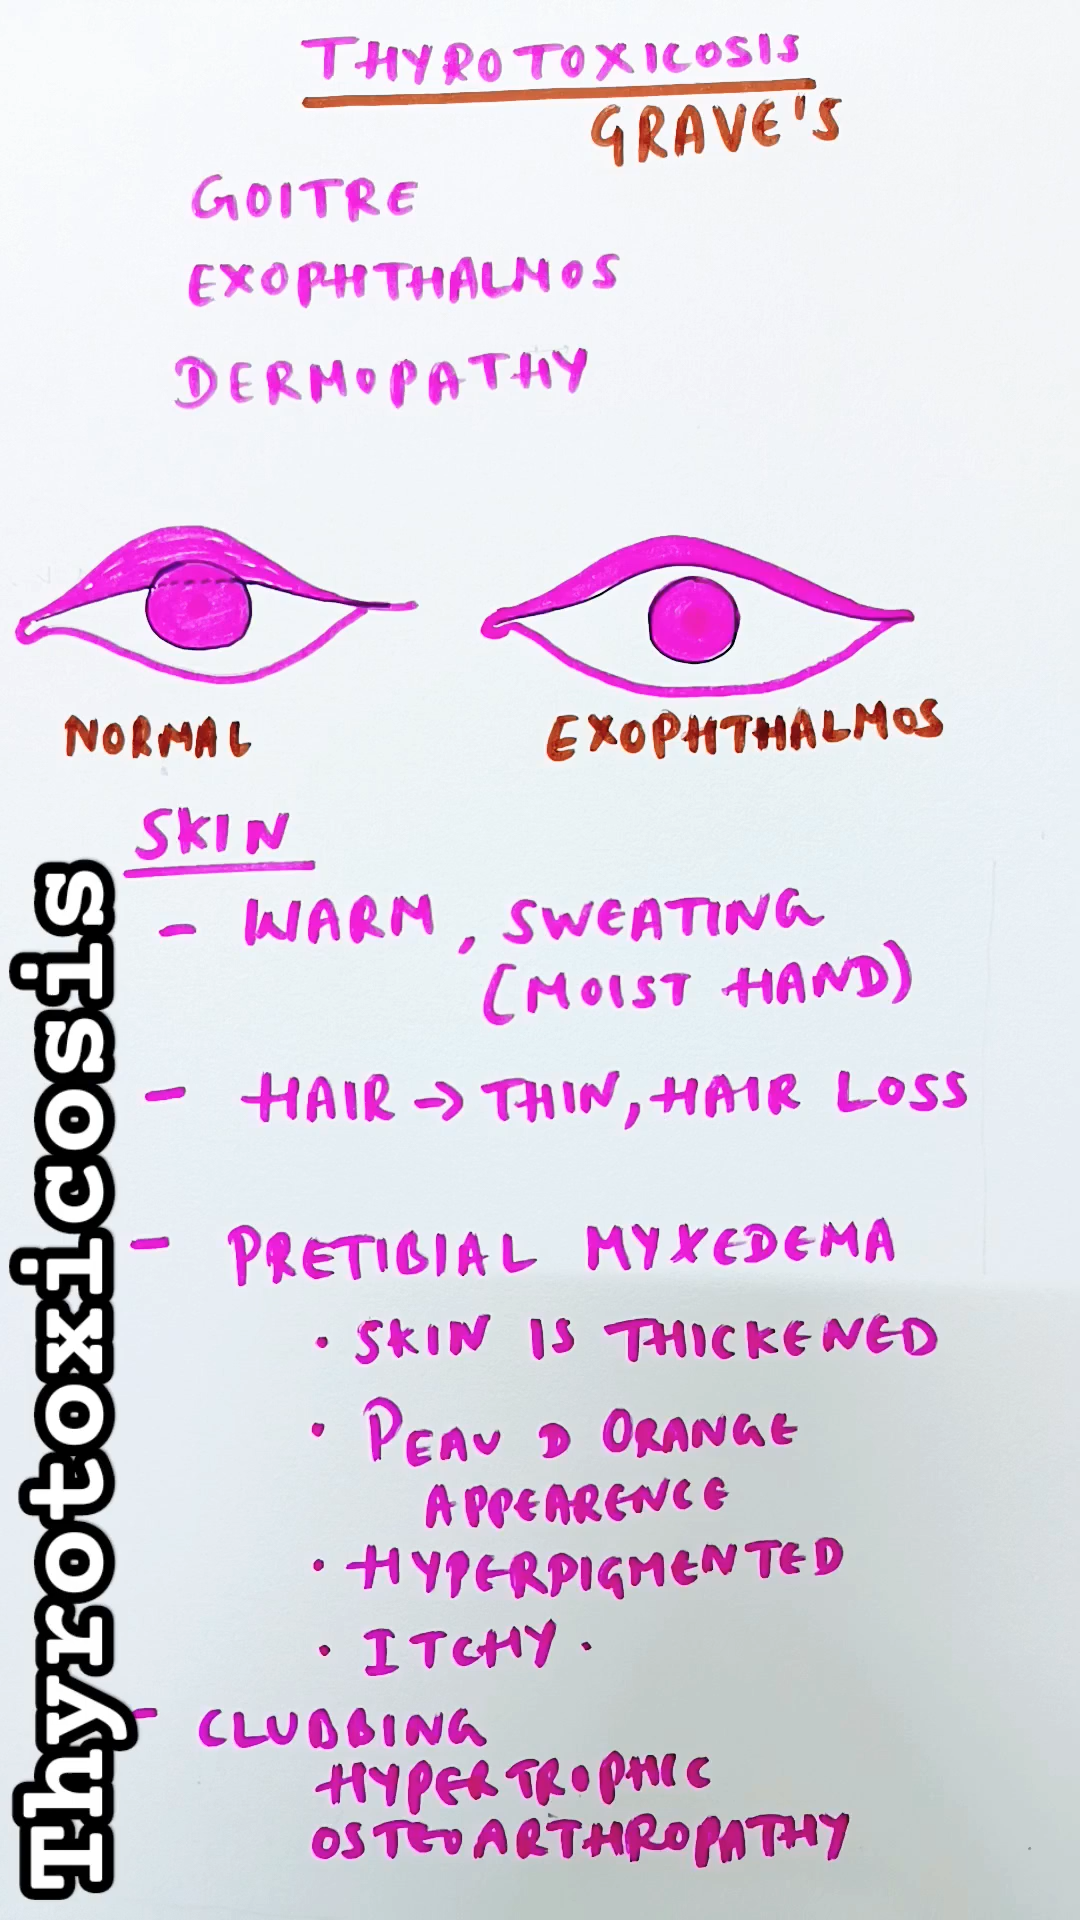 THYROTOXICOSIS
GRAVE'S
GOITRE
EXOPHTHALMOS
DERMOPATHY
NORMAL
EXOPHTHALMOS
SKIN
- WARM, SWEATING
(MOIST HAND)
- HAIR → THIN, HAIR LOSS
- PRETIBIAL MYXEDEMA
• SKIN IS THICKENED
• PEAU D ORANGE
APPEARENCE
• HYPERPIGMENTED
• ITCHY.
- CLUBBING
HYPERTROPHIC
OSTEOARTHROPATHY
Thyrotoxicosis